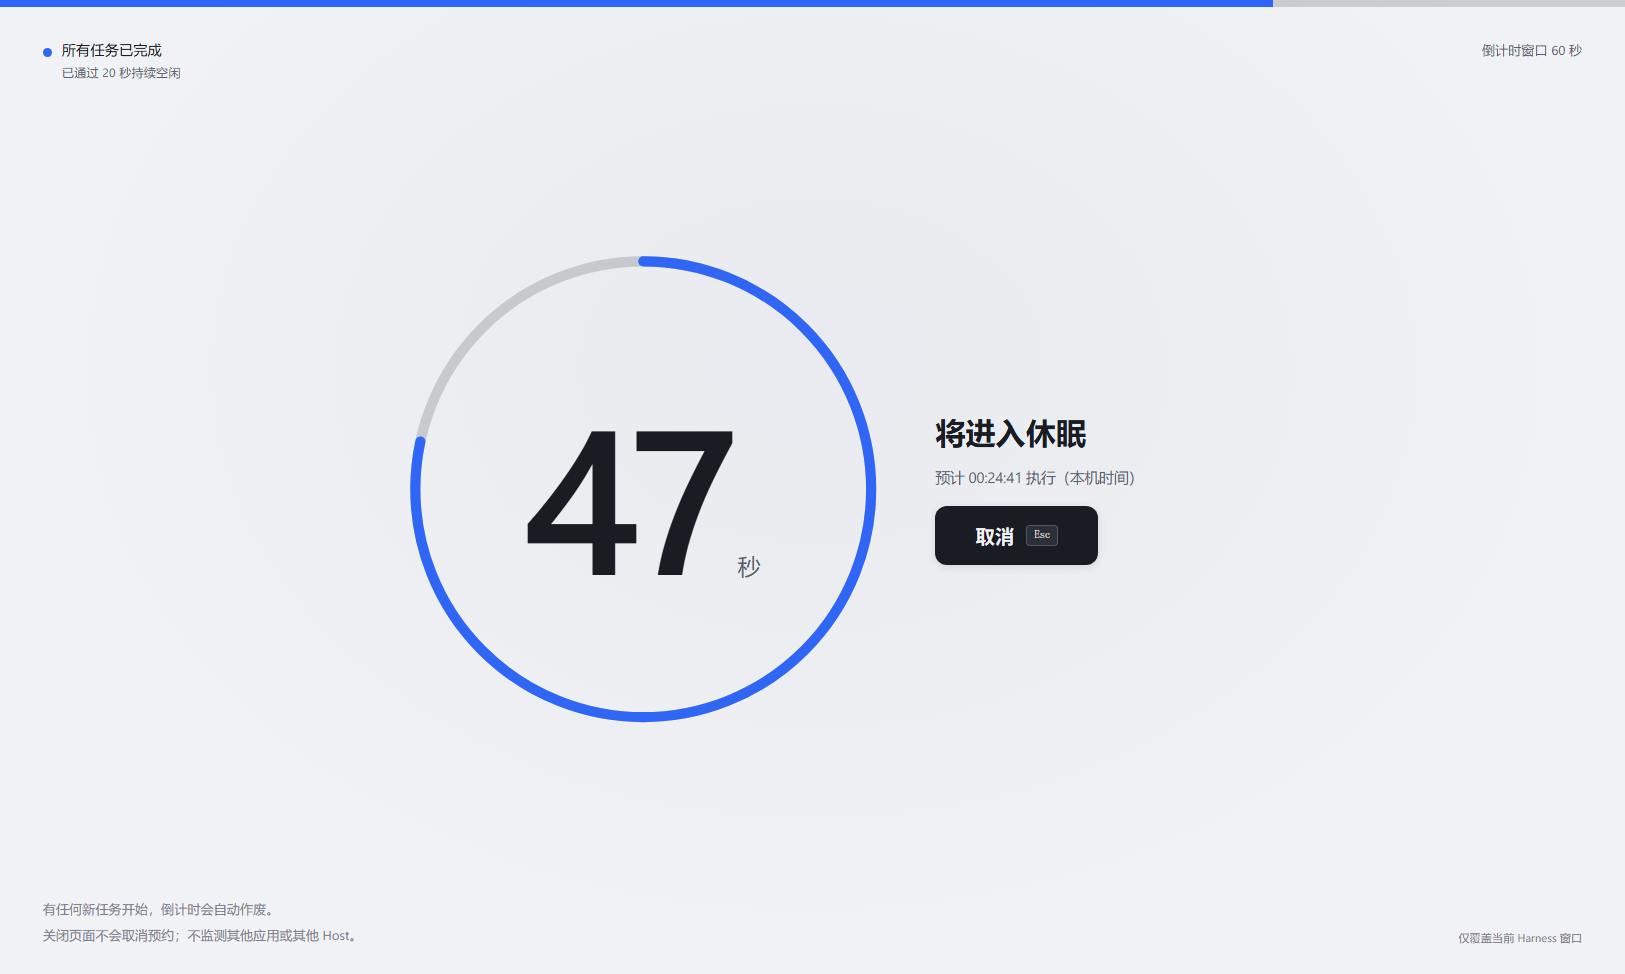 所有任务已完成
已通过 20 秒持续空闲
倒计时窗口 60 秒
47 秒
将进入休眠
预计 00:24:41 执行（本机时间）
取消 Esc
有任何新任务开始，倒计时会自动作废。
关闭页面不会取消预约；不监测其他应用或其他 Host。
仅覆盖当前 Harness 窗口